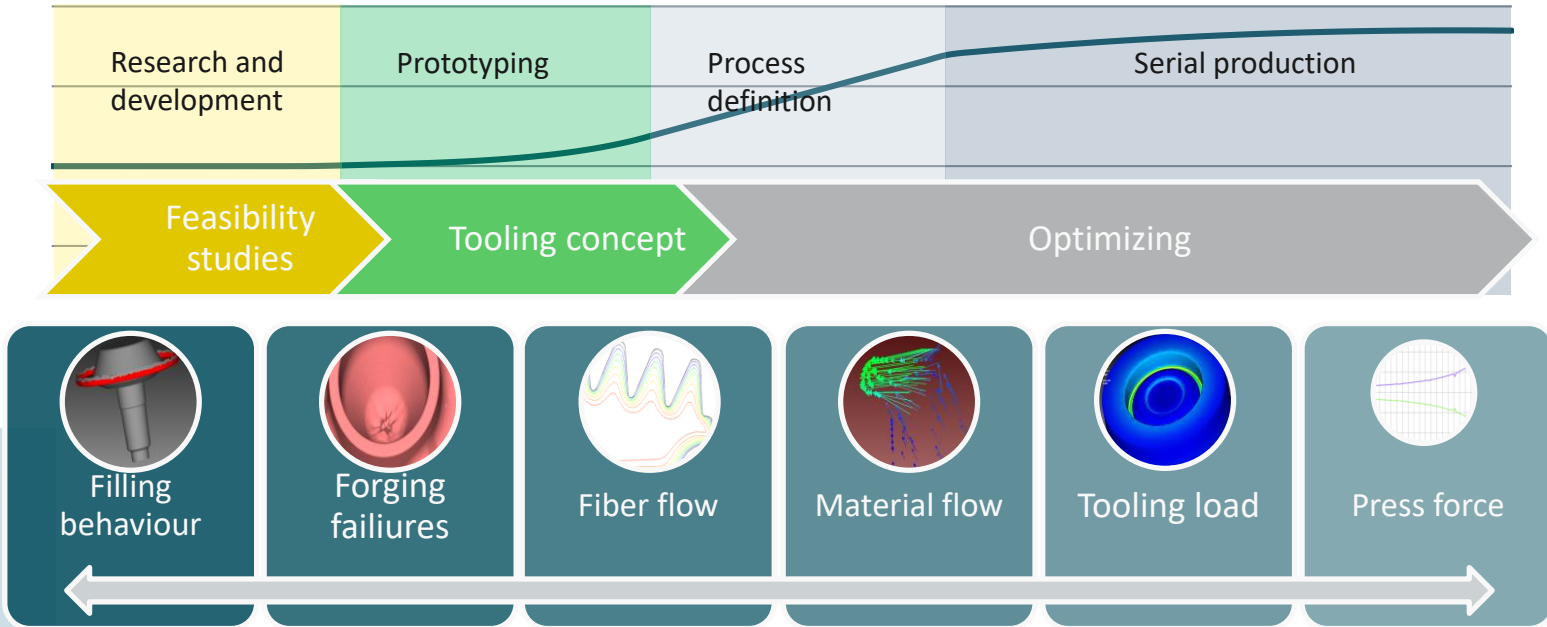 Research and
development
Prototyping
Process
definition
Serial production
Feasibility
studies
Tooling concept
Optimizing
Filling
behaviour
Forging
failiures
Fiber flow
Material flow
Tooling load
Press force